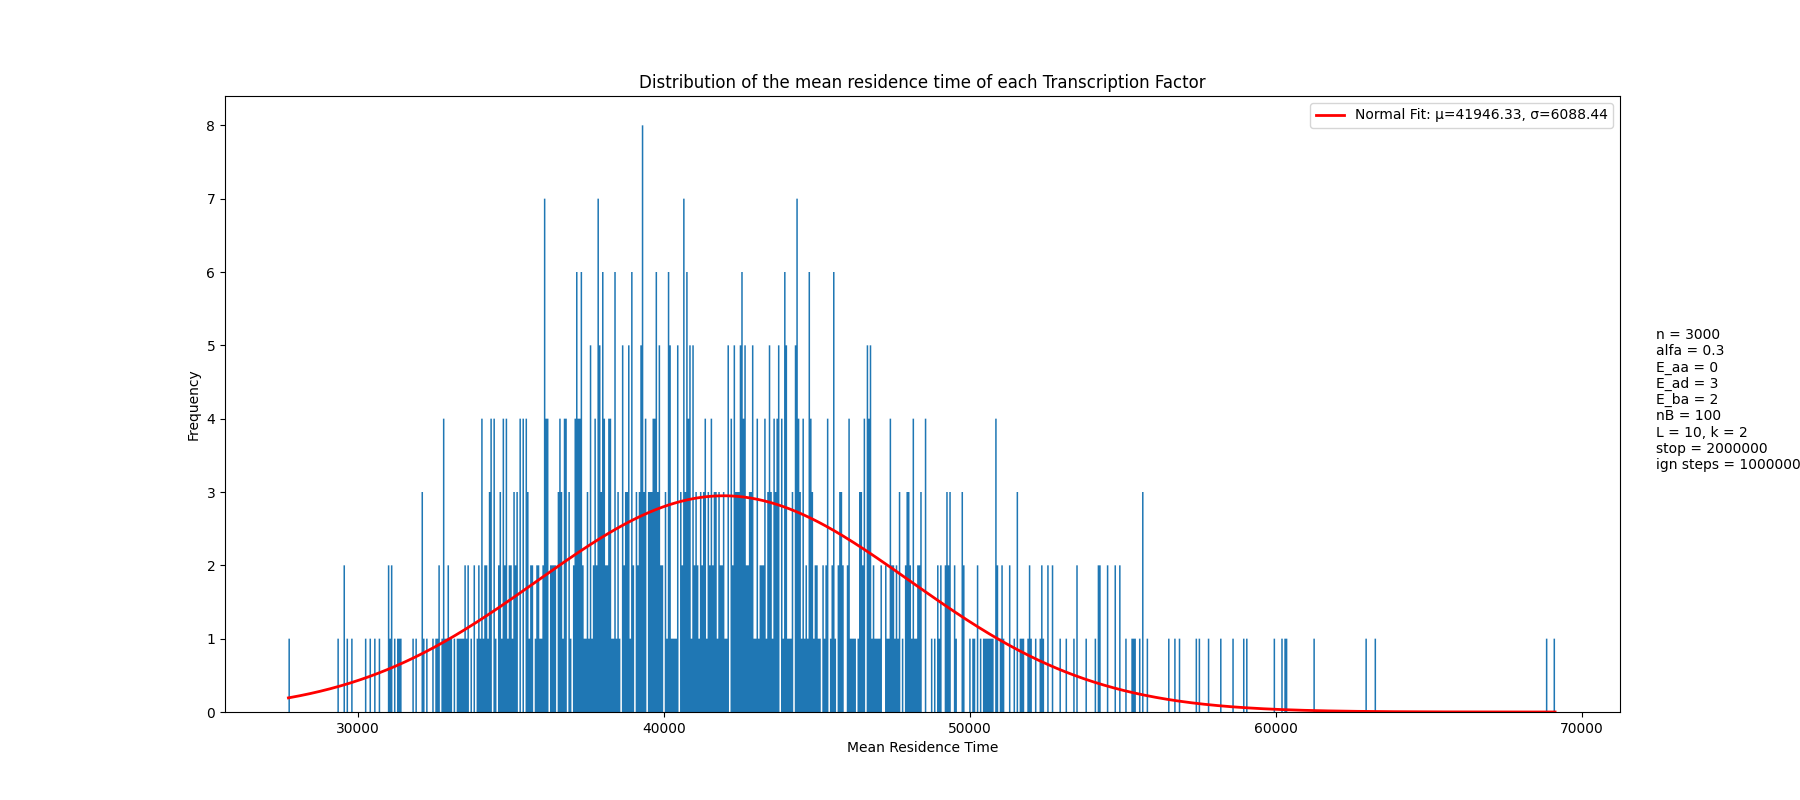 Distribution of the mean residence time of each Transcription Factor
Normal Fit: μ=41946.33, σ=6088.44
8
7
6
5
4
3
2
1
0
Frequency
30000
40000
50000
60000
70000
Mean Residence Time
n = 3000
alfa = 0.3
E_aa = 0
E_ad = 3
E_ba = 2
nB = 100
L = 10, k = 2
stop = 2000000
ign steps = 1000000